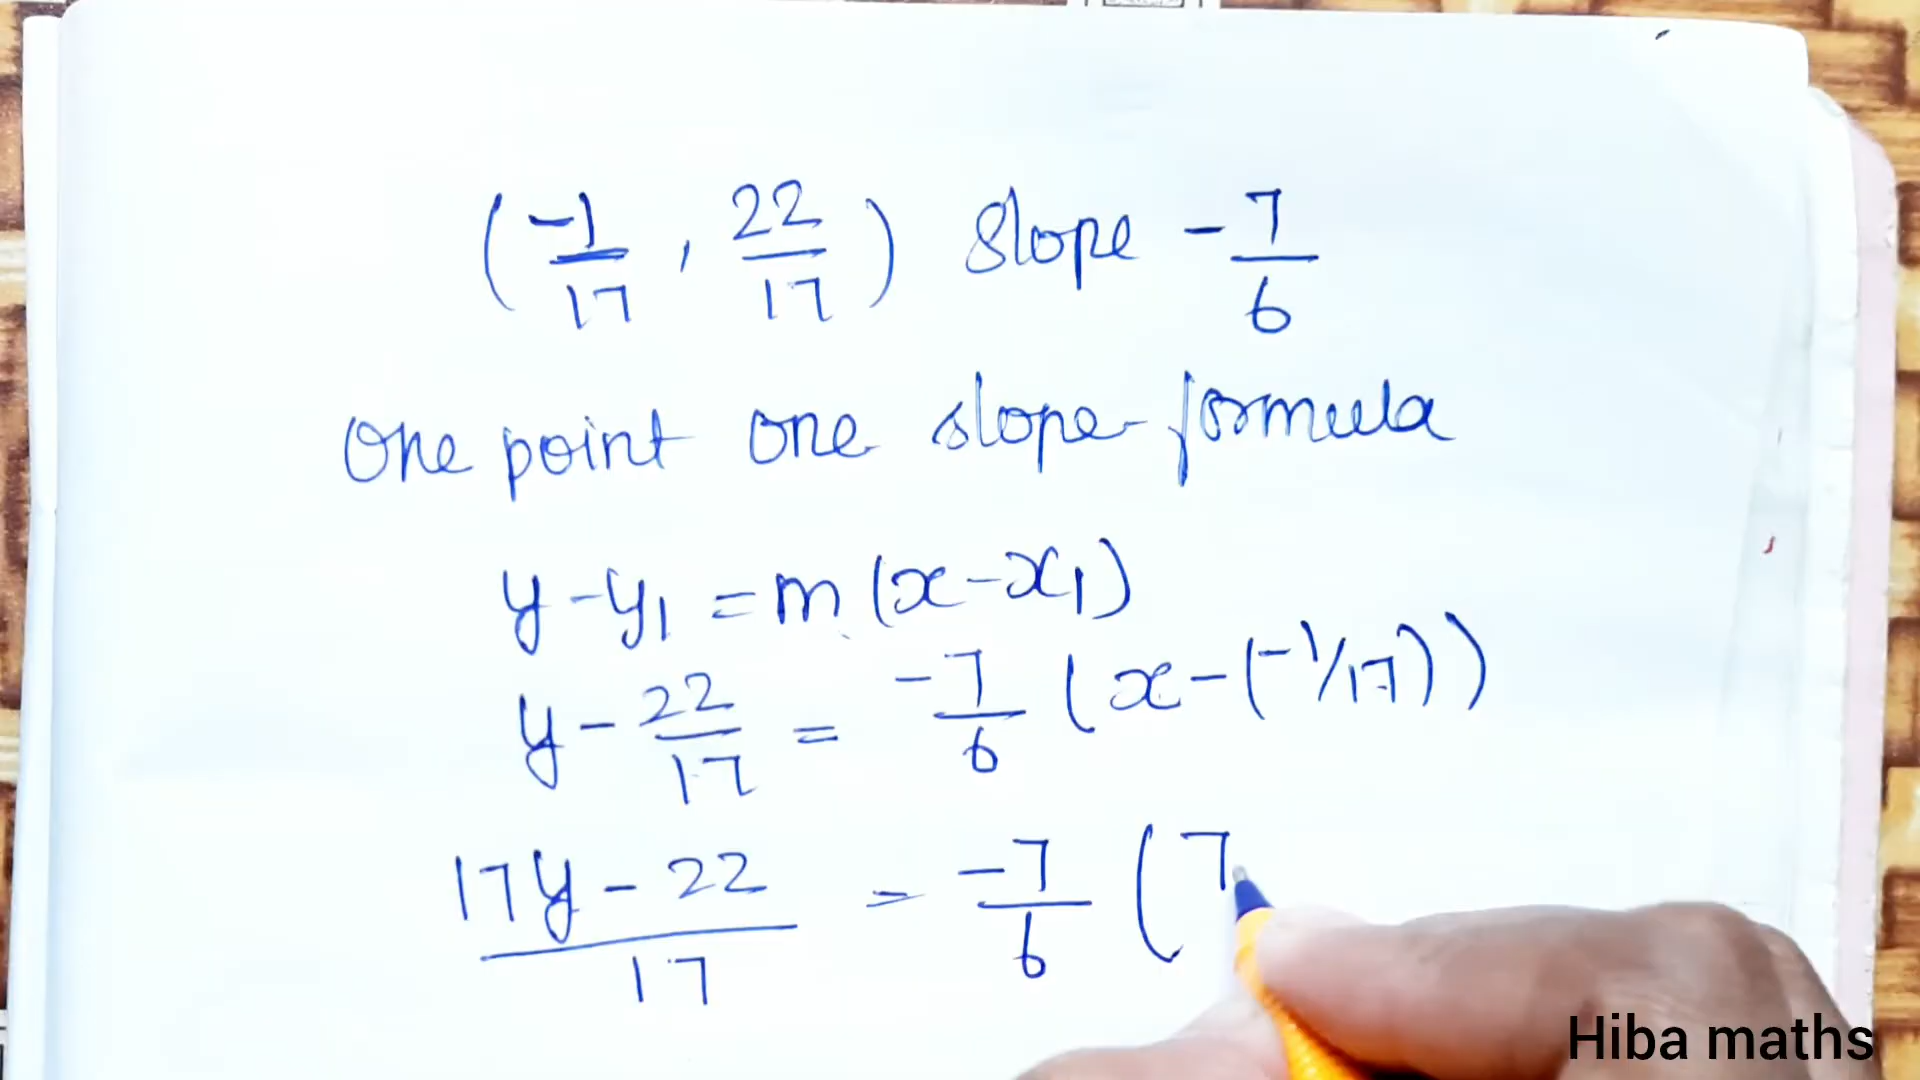 (-1/17 , 22/17) Slope -7/6
One point one slope formula
y - y₁ = m (x - x₁)
y - 22/17 = -7/6 (x - (-1/17))
17y - 22/17 = -7/6 (7
Hiba maths